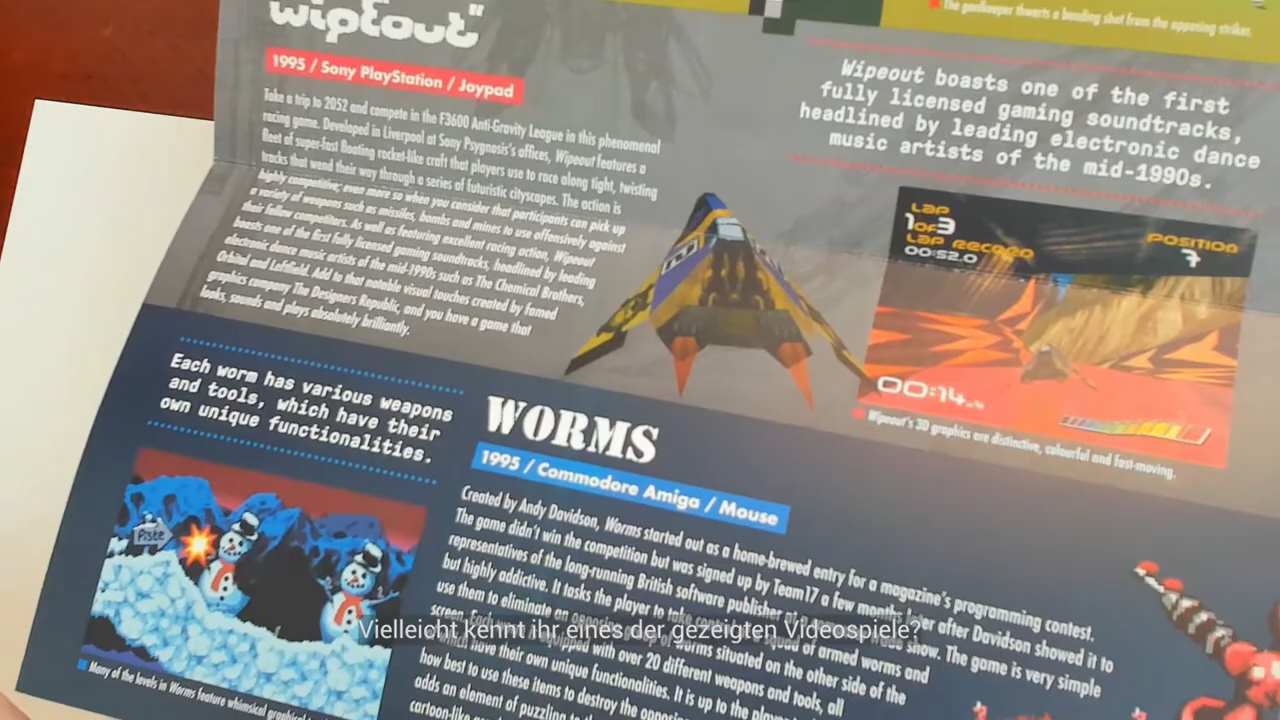 The goalkeeper thwarts a bending shot from the opposing striker.
wipEout"
1995 / Sony PlayStation / Joypad
Take a trip to 2052 and compete in the F3600 Anti-Gravity League in this phenomenal
racing game. Developed in Liverpool at Sony Psygnosis's offices, Wipeout features a
fleet of super-fast floating rocket-like craft that players use to race along tight, twisting
tracks that wend their way through a series of futuristic cityscapes. The action is
highly competitive; even more so when you consider that participants can pick up
a variety of weapons such as missiles, bombs and mines to use offensively against
their fellow competitors. As well as featuring excellent racing action, Wipeout
boasts one of the first fully licensed gaming soundtracks, headlined by leading
electronic dance music artists of the mid-1990s such as The Chemical Brothers,
Orbital and Leftfield. Add to that notable visual touches created by famed
graphics company The Designers Republic, and you have a game that
looks, sounds and plays absolutely brilliantly.
Wipeout boasts one of the first
fully licensed gaming soundtracks,
headlined by leading electronic dance
music artists of the mid-1990s.
LAP
1 OF 3
LAP RECORD
00:52.0
POSITION
7
00:14.
Wipeout's 3D graphics are distinctive, colourful and fast-moving.
Each worm has various weapons
and tools, which have their
own unique functionalities.
Piste
Many of the levels in Worms feature whimsical
WORMS
1995 / Commodore Amiga / Mouse
Created by Andy Davidson, Worms started out as a home-brewed entry for a magazine's programming contest.
The game didn't win the competition but was signed up by Team17 a few months later after Davidson showed it to
representatives of the long-running British software publisher at a show. The game is very simple
but highly addictive. It tasks the player to take squad of armed worms and
use them to eliminate an opposing of worms situated on the other side of the
screen. Each equipped with over 20 different weapons and tools, all
which have their own unique functionalities. It is up to the player
how best to use these items to destroy the
adds an element of puzzling to
cartoon-like
Vielleicht kennt ihr eines der gezeigten Videospiele?